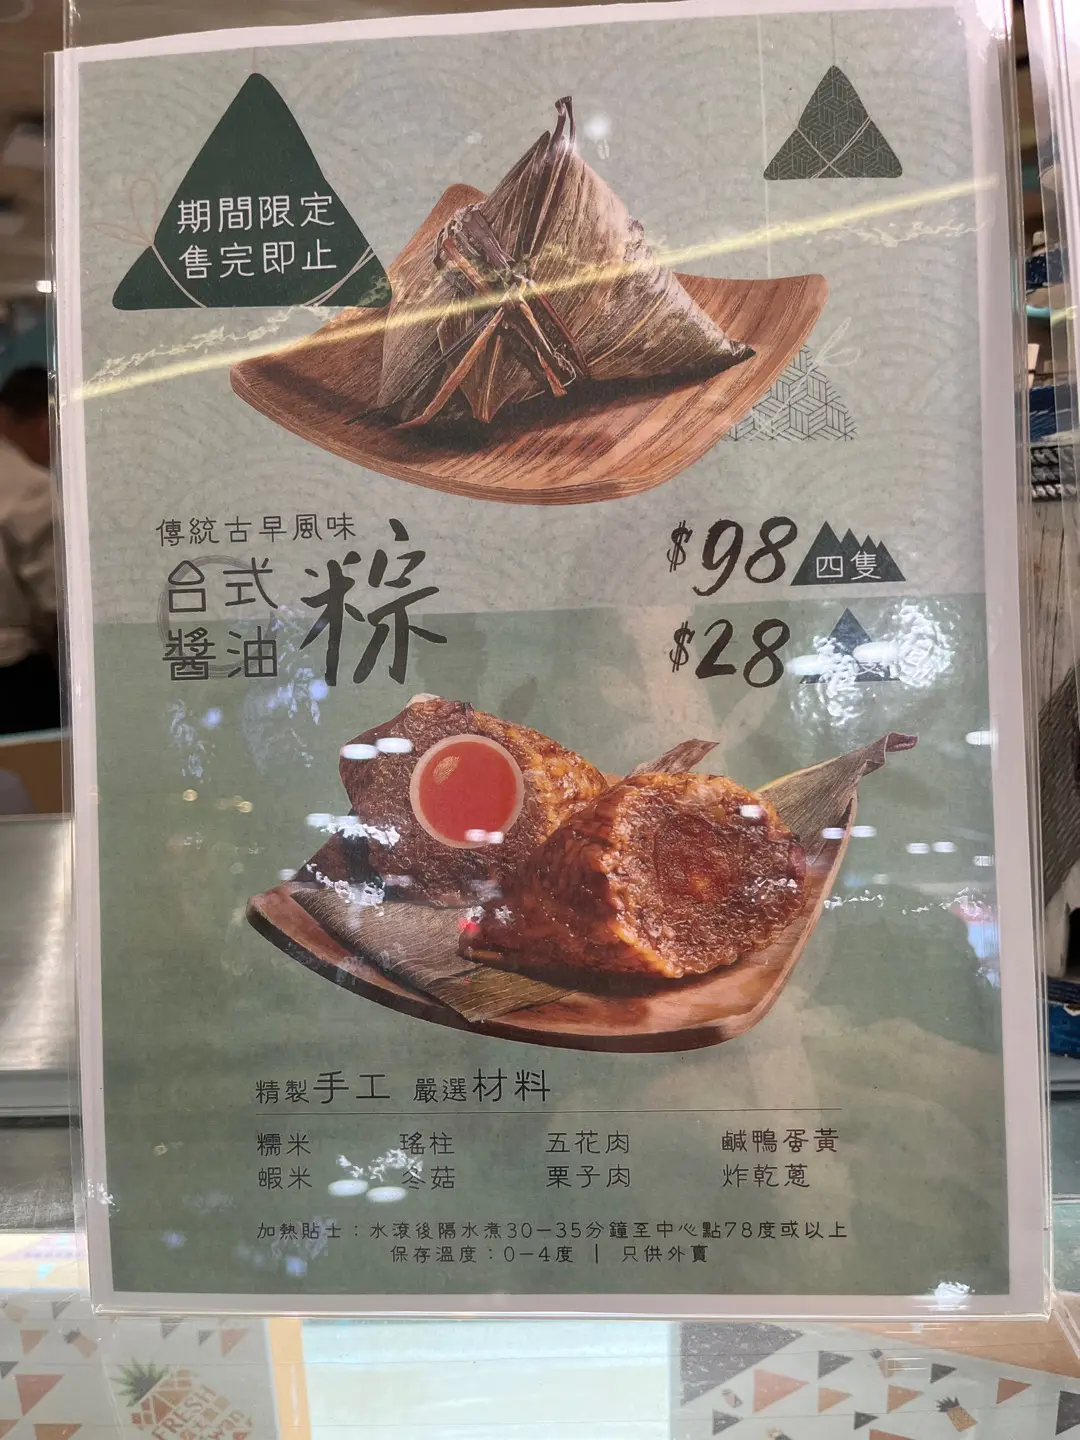 期間限定
售完即止
傳統古早風味
台式
醬油
粽
$98 四隻
$28
精製手工 嚴選材料
糯米 瑤柱 五花肉 鹹鴨蛋黃
蝦米 冬菇 栗子肉 炸乾蔥
加熱貼士：水滾後隔水煮30-35分鐘至中心點78度或以上
保存溫度：0-4度 | 只供外賣
FRESH